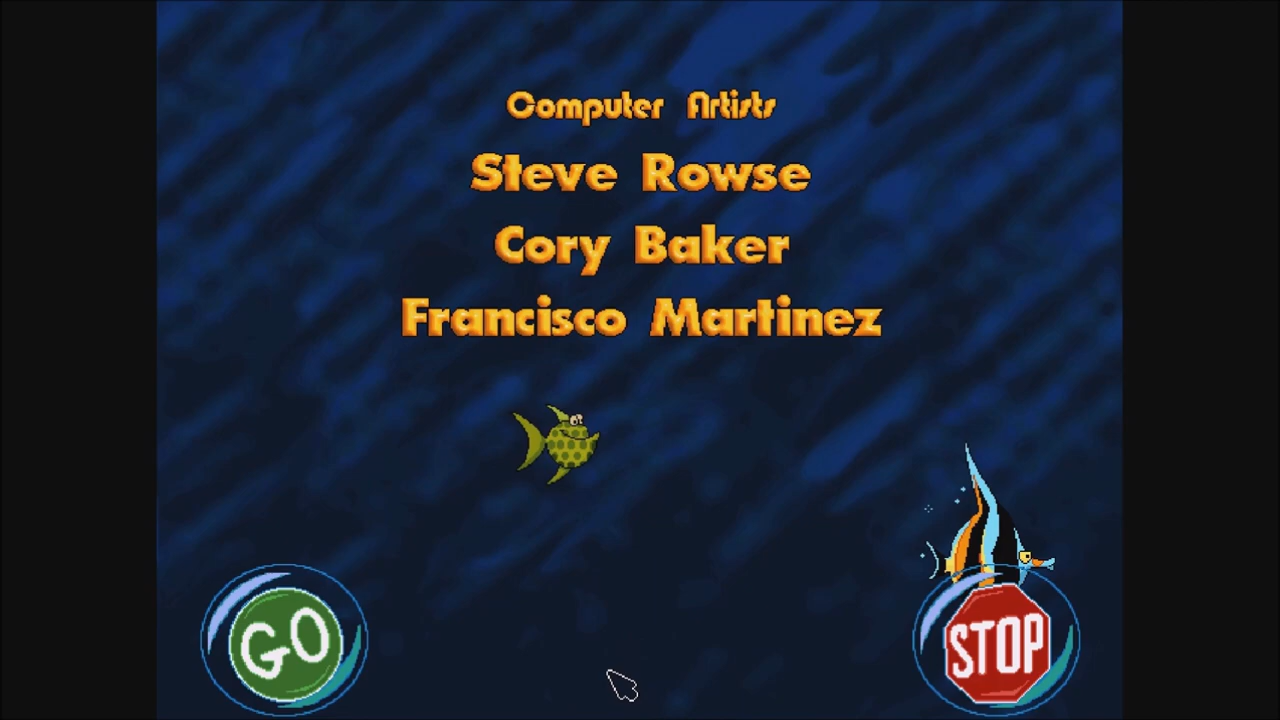 Computer Artists
Steve Rowse
Cory Baker
Francisco Martinez
GO
STOP